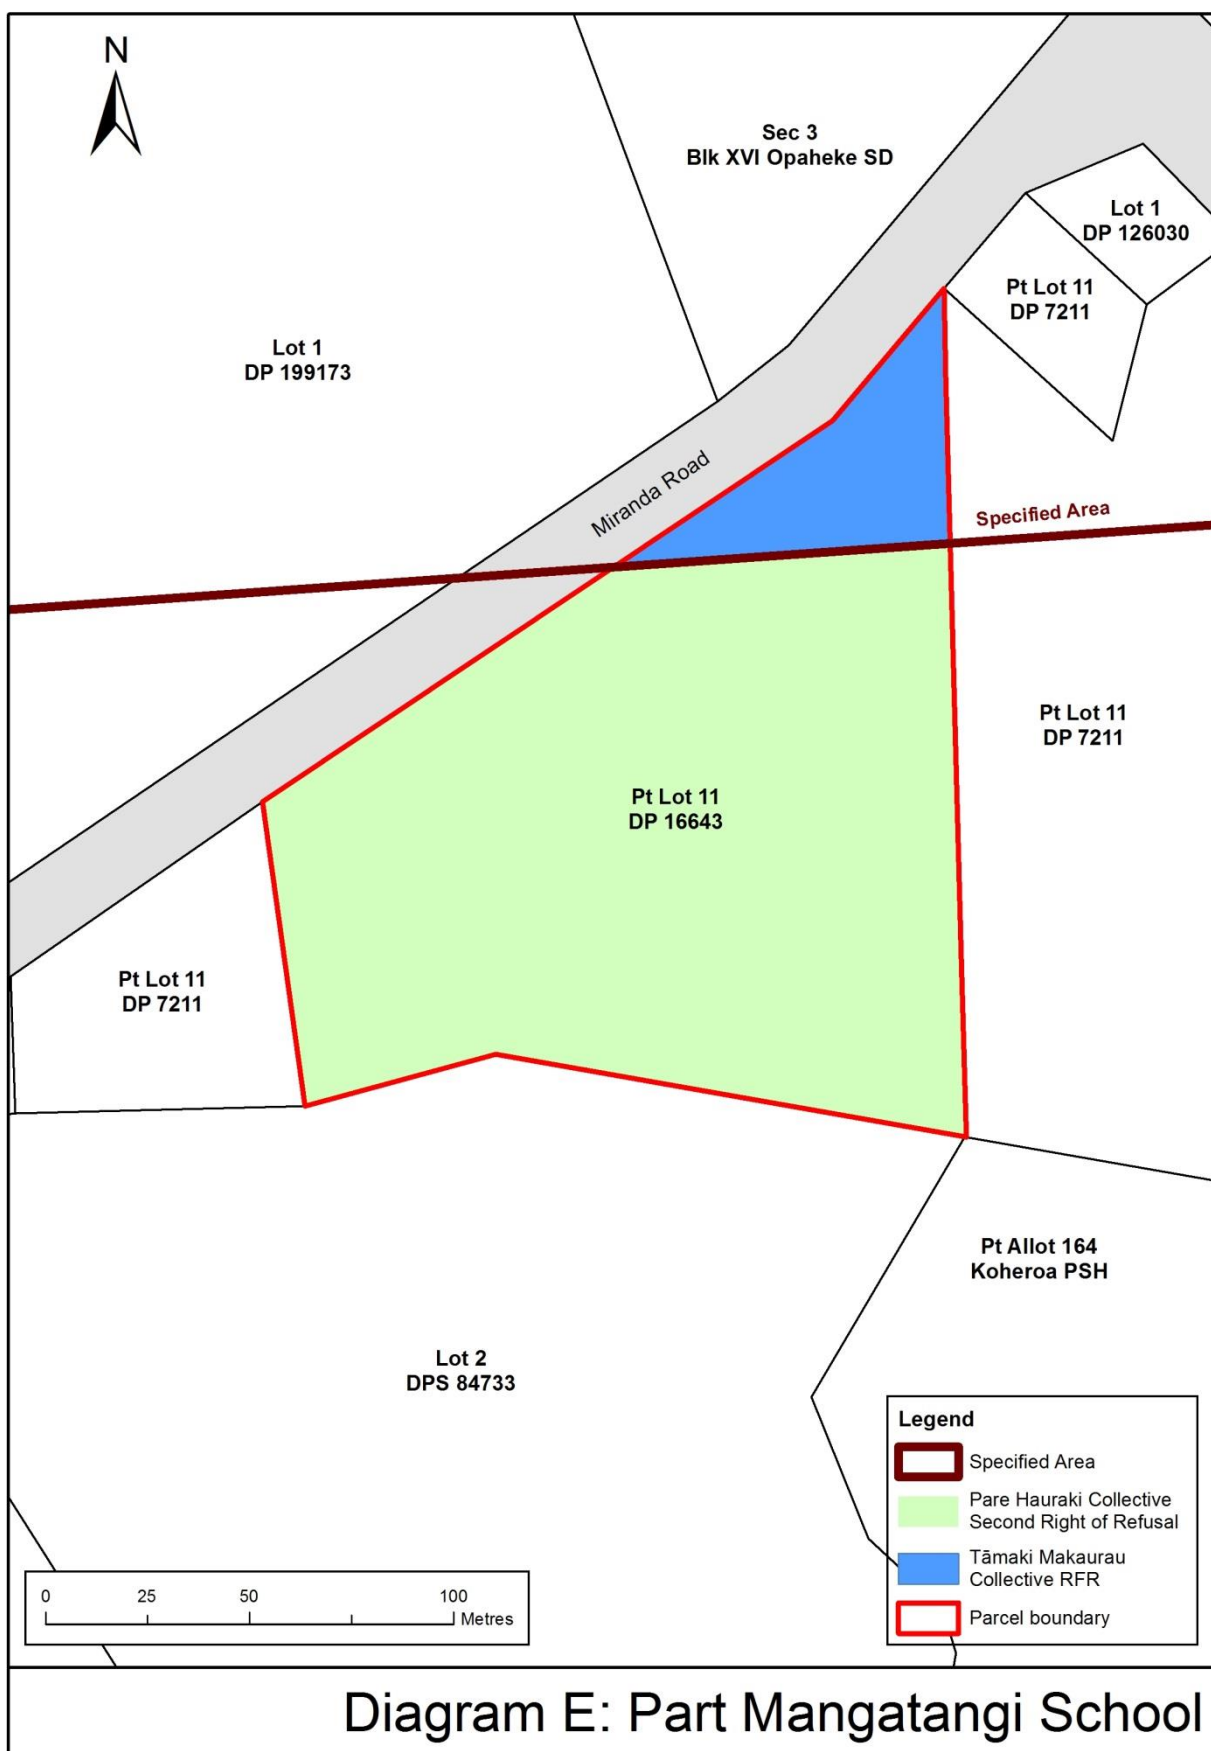 N
Sec 3
Blk XVI Opaheke SD
Lot 1
DP 126030
Pt Lot 11
DP 7211
Lot 1
DP 199173
Miranda Road
Specified Area
Pt Lot 11
DP 7211
Pt Lot 11
DP 16643
Pt Lot 11
DP 7211
Pt Allot 164
Koheroa PSH
Lot 2
DPS 84733
Legend
Specified Area
Pare Hauraki Collective
Second Right of Refusal
Tāmaki Makaurau
Collective RFR
Parcel boundary
0 25 50 100
Metres
Diagram E: Part Mangatangi School